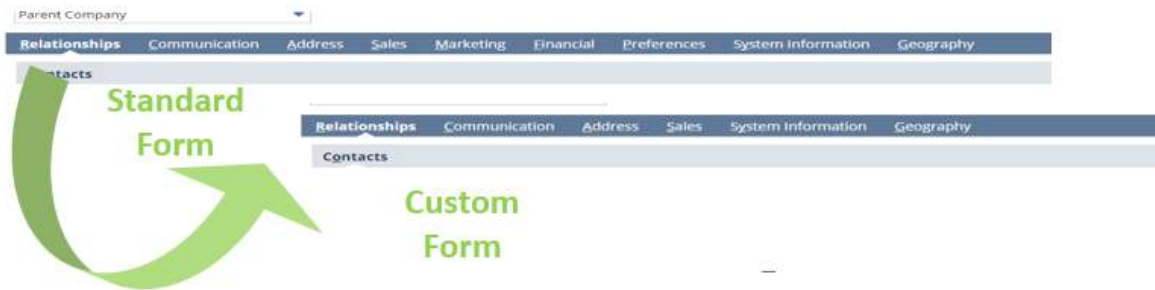 Parent Company
Relationships Communication Address Sales Marketing Financial Preferences System Information Geography
Contacts
Standard
Form
Relationships Communication Address Sales System Information Geography
Contacts
Custom
Form